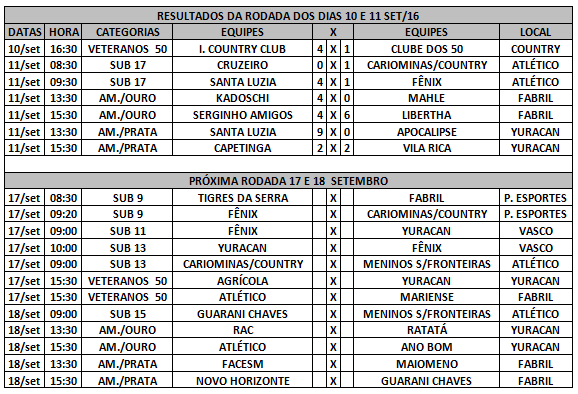 RESULTADOS DA RODADA DOS DIAS 10 E 11 SET/16
DATAS HORA CATEGORIAS EQUIPES X EQUIPES LOCAL
10/set 16:30 VETERANOS 50 I. COUNTRY CLUB 4 X 1 CLUBE DOS 50 COUNTRY
11/set 08:30 SUB 17 CRUZEIRO 0 X 1 CARIOMINAS/COUNTRY ATLÉTICO
11/set 09:30 SUB 17 SANTA LUZIA 4 X 1 FÊNIX ATLÉTICO
11/set 13:30 AM./OURO KADOSCHI 4 X 0 MAHLE FABRIL
11/set 15:30 AM./OURO SERGINHO AMIGOS 4 X 6 LIBERTHA FABRIL
11/set 13:30 AM./PRATA SANTA LUZIA 9 X 0 APOCALIPSE YURACAN
11/set 15:30 AM./PRATA CAPETINGA 2 X 2 VILA RICA YURACAN
PRÓXIMA RODADA 17 E 18 SETEMBRO
17/set 08:30 SUB 9 TIGRES DA SERRA X FABRIL P. ESPORTES
17/set 09:20 SUB 9 FÊNIX X CARIOMINAS/COUNTRY P. ESPORTES
17/set 09:00 SUB 11 FÊNIX X YURACAN VASCO
17/set 10:00 SUB 13 YURACAN X FÊNIX VASCO
17/set 09:00 SUB 13 CARIOMINAS/COUNTRY X MENINOS S/FRONTEIRAS ATLÉTICO
17/set 15:30 VETERANOS 50 AGRÍCOLA X YURACAN YURACAN
17/set 15:30 VETERANOS 50 ATLÉTICO X MARIENSE FABRIL
18/set 09:00 SUB 15 GUARANI CHAVES X MENINOS S/FRONTEIRAS ATLÉTICO
18/set 13:30 AM./OURO RAC X RATATÁ YURACAN
18/set 15:30 AM./OURO ATLÉTICO X ANO BOM YURACAN
18/set 13:30 AM./PRATA FACESM X MAIOMENO FABRIL
18/set 15:30 AM./PRATA NOVO HORIZONTE X GUARANI CHAVES FABRIL